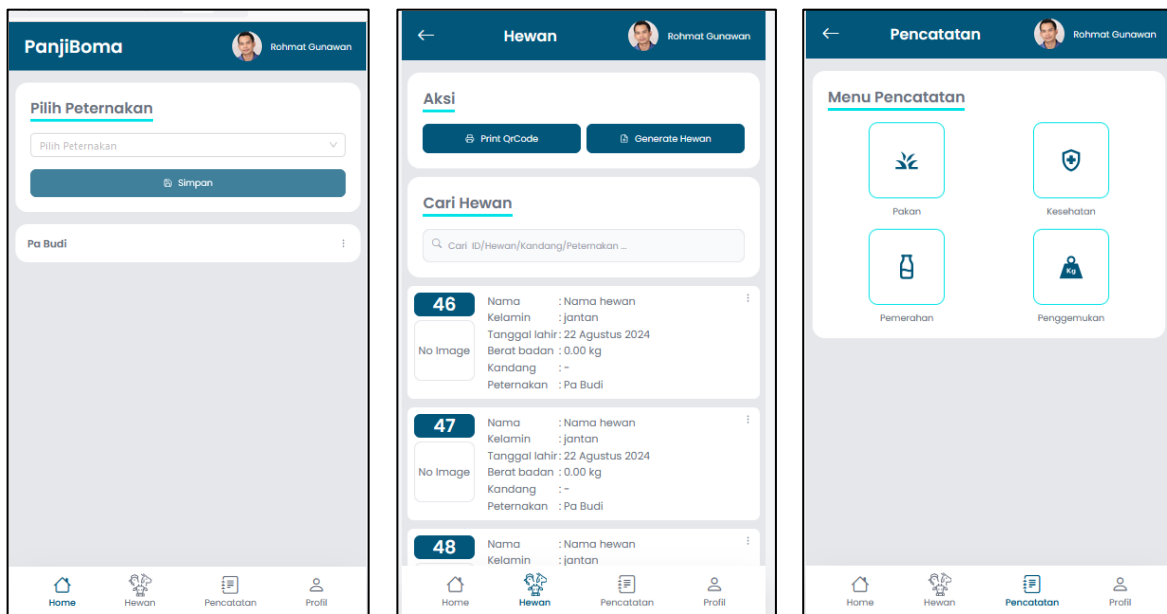 PanjiBoma
Rohmat Gunawan
Pilih Peternakan
Pilih Peternakan
Simpan
Pa Budi
Home
Hewan
Pencatatan
Profil
Hewan
Rohmat Gunawan
Aksi
Print QrCode
Generate Hewan
Cari Hewan
Cari ID/Hewan/Kandang/Peternakan ...
46
No Image
Nama : Nama hewan
Kelamin : jantan
Tanggal lahir : 22 Agustus 2024
Berat badan : 0.00 kg
Kandang : -
Peternakan : Pa Budi
47
No Image
Nama : Nama hewan
Kelamin : jantan
Tanggal lahir : 22 Agustus 2024
Berat badan : 0.00 kg
Kandang : -
Peternakan : Pa Budi
48
Nama : Nama hewan
Kelamin : jantan
Home
Hewan
Pencatatan
Profil
Pencatatan
Rohmat Gunawan
Menu Pencatatan
Pakan
Kesehatan
Kg
Pemerahan
Penggemukan
Home
Hewan
Pencatatan
Profil